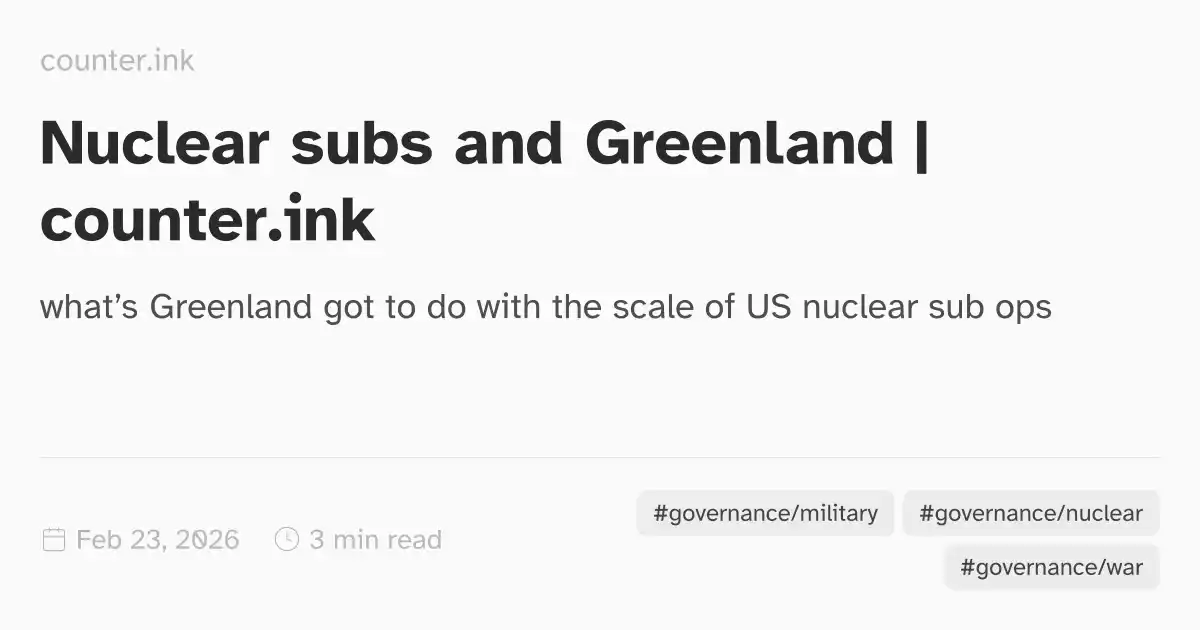 counter.ink
Nuclear subs and Greenland |
counter.ink
what’s Greenland got to do with the scale of US nuclear sub ops
Feb 23, 2026 3 min read
#governance/military #governance/nuclear
#governance/war